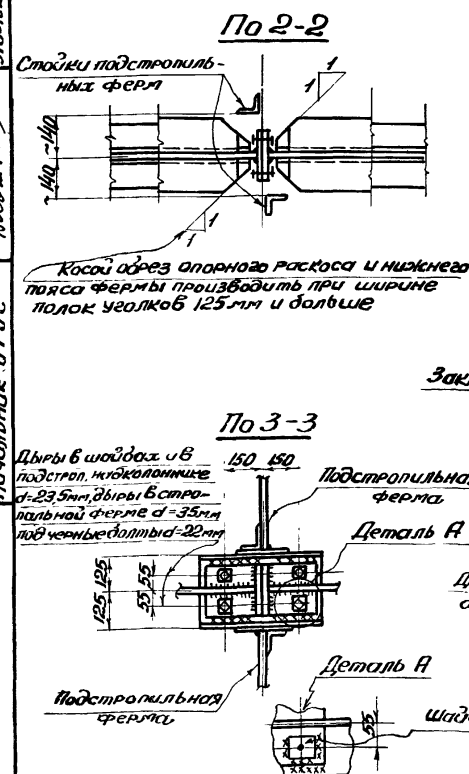 По 2-2
Стойки подстропиль-
ных ферм
1
1
~140
~140
1
1
Косой обрез опорного раскоса и нижнего
пояса фермы производить при ширине
полок уголков 125 мм и больше
Зак
По 3-3
Дыры в шайбах и в
подстроп. надколоннике
d=23,5мм, дыры в стро-
пильной ферме d=35мм
под черные болты d=22мм
150 150
Подстропильная
ферма
Деталь А
125
125
55
55
Подстропильная
ферма
Деталь А
55